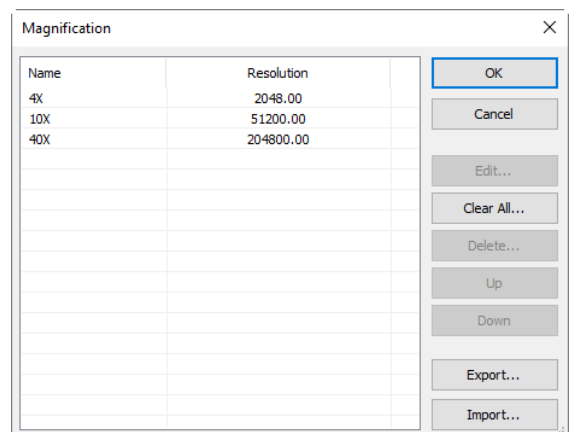 Magnification
Name Resolution
4X 2048.00
10X 51200.00
40X 204800.00
OK
Cancel
Edit...
Clear All...
Delete...
Up
Down
Export...
Import...